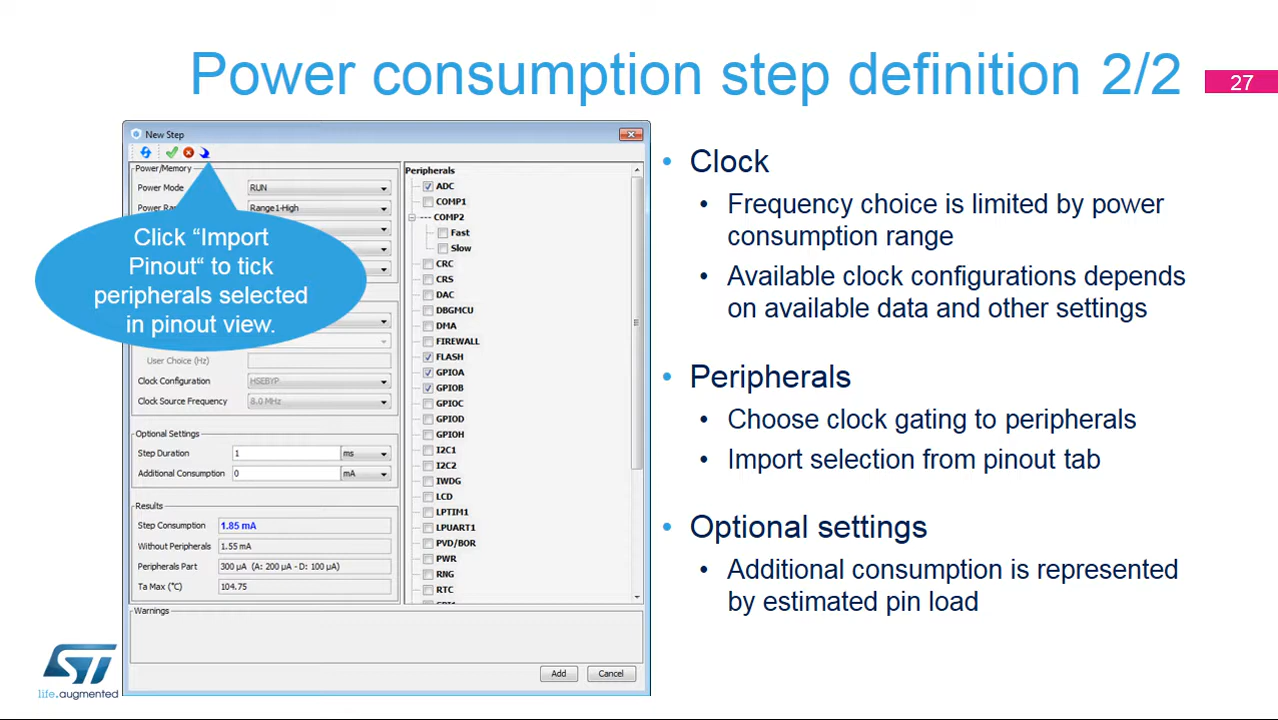 Power consumption step definition 2/2
27
New Step
Power/Memory
Power Mode RUN
Range1-High
Click “Import
Pinout“ to tick
peripherals selected
in pinout view.
User Choice (Hz)
Clock Configuration HSEBYP
Clock Source Frequency 8.0 MHz
Optional Settings
Step Duration 1 ms
Additional Consumption 0 mA
Results
Step Consumption 1.85 mA
Without Peripherals 1.55 mA
Peripherals Part 300 µA (A: 200 µA - D: 100 µA)
Ta Max (°C) 104.75
Warnings
Peripherals
ADC
COMP1
COMP2
Fast
Slow
CRC
CRS
DAC
DBGMCU
DMA
FIREWALL
FLASH
GPIOA
GPIOB
GPIOC
GPIOD
GPIOH
I2C1
I2C2
IWDG
LCD
LPTIM1
LPUART1
PVD/BOR
PWR
RNG
RTC
Add Cancel
• Clock
• Frequency choice is limited by power
consumption range
• Available clock configurations depends
on available data and other settings
• Peripherals
• Choose clock gating to peripherals
• Import selection from pinout tab
• Optional settings
• Additional consumption is represented
by estimated pin load
ST
life.augmented